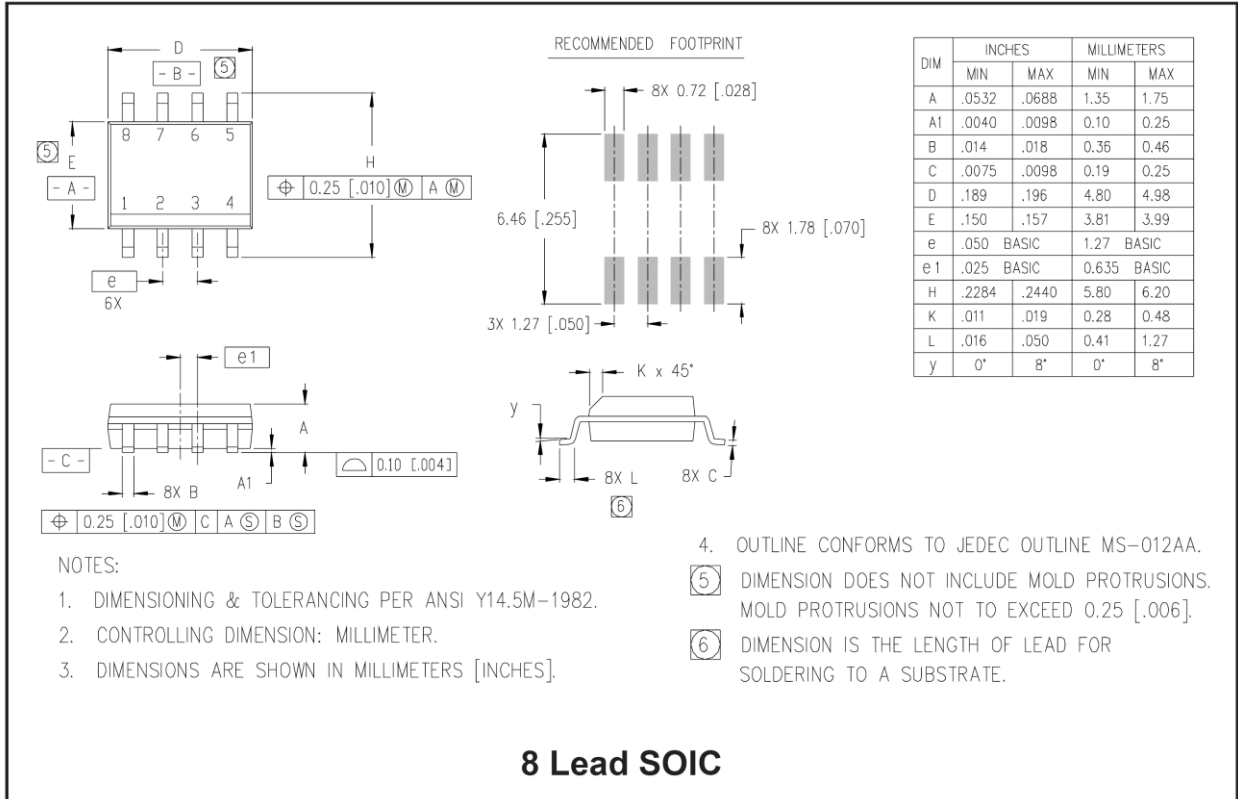 D
- B -
5
8 7 6 5
5
E
- A -
H
⌖ 0.25 [.010] Ⓜ A Ⓜ
1 2 3 4
e
6X
RECOMMENDED FOOTPRINT
8X 0.72 [.028]
6.46 [.255]
8X 1.78 [.070]
3X 1.27 [.050]
DIM INCHES MILLIMETERS
MIN MAX MIN MAX
A .0532 .0688 1.35 1.75
A1 .0040 .0098 0.10 0.25
B .014 .018 0.36 0.46
C .0075 .0098 0.19 0.25
D .189 .196 4.80 4.98
E .150 .157 3.81 3.99
e .050 BASIC 1.27 BASIC
e1 .025 BASIC 0.635 BASIC
H .2284 .2440 5.80 6.20
K .011 .019 0.28 0.48
L .016 .050 0.41 1.27
y 0° 8° 0° 8°
e1
A
- C -
8X B
A1
⌓ 0.10 [.004]
⌖ 0.25 [.010] Ⓜ C A Ⓢ B Ⓢ
K x 45°
y
8X L
8X C
6
NOTES:
1. DIMENSIONING & TOLERANCING PER ANSI Y14.5M-1982.
2. CONTROLLING DIMENSION: MILLIMETER.
3. DIMENSIONS ARE SHOWN IN MILLIMETERS [INCHES].
4. OUTLINE CONFORMS TO JEDEC OUTLINE MS-012AA.
5 DIMENSION DOES NOT INCLUDE MOLD PROTRUSIONS.
MOLD PROTRUSIONS NOT TO EXCEED 0.25 [.006].
6 DIMENSION IS THE LENGTH OF LEAD FOR
SOLDERING TO A SUBSTRATE.
8 Lead SOIC